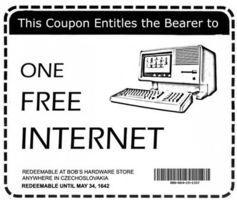 This Coupon Entitles the Bearer to
ONE
FREE
INTERNET
REDEEMABLE AT BOB'S HARDWARE STORE
ANYWHERE IN CZECHOSLOVAKIA
REDEEMABLE UNTIL MAY 34, 1642